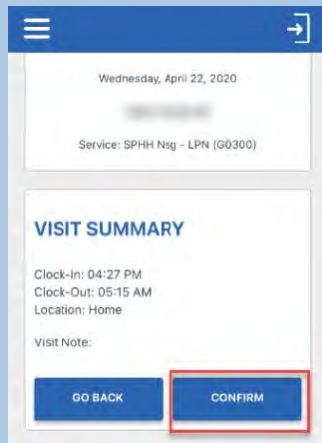 Wednesday, April 22, 2020
Service: SPHH Nsg - LPN (G0300)
VISIT SUMMARY
Clock-In: 04:27 PM
Clock-Out: 05:15 AM
Location: Home
Visit Note:
GO BACK
CONFIRM